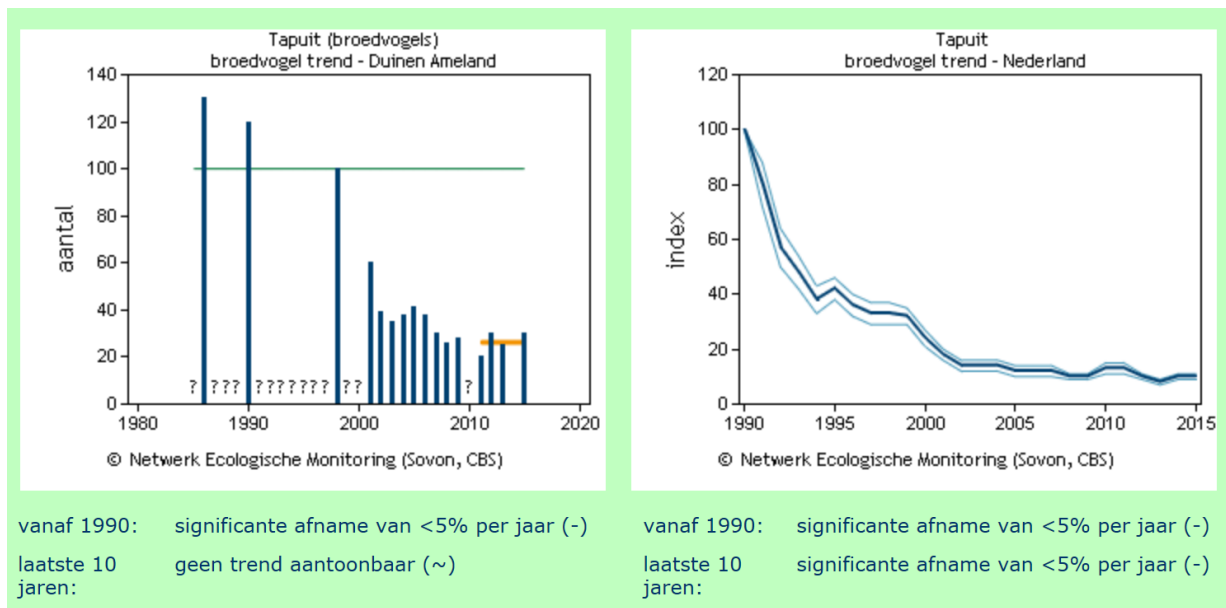 Tapuit (broedvogels)
broedvogel trend - Duinen Ameland
140
120
100
80
60
40
20
0
aantal
? ??? ??????? ?? ?
1980 1990 2000 2010 2020
© Netwerk Ecologische Monitoring (Sovon, CBS)
vanaf 1990: significante afname van <5% per jaar (-)
laatste 10 geen trend aantoonbaar (~)
jaren:
Tapuit
broedvogel trend - Nederland
120
100
80
60
40
20
0
index
1990 1995 2000 2005 2010 2015
© Netwerk Ecologische Monitoring (Sovon, CBS)
vanaf 1990: significante afname van <5% per jaar (-)
laatste 10 significante afname van <5% per jaar (-)
jaren: